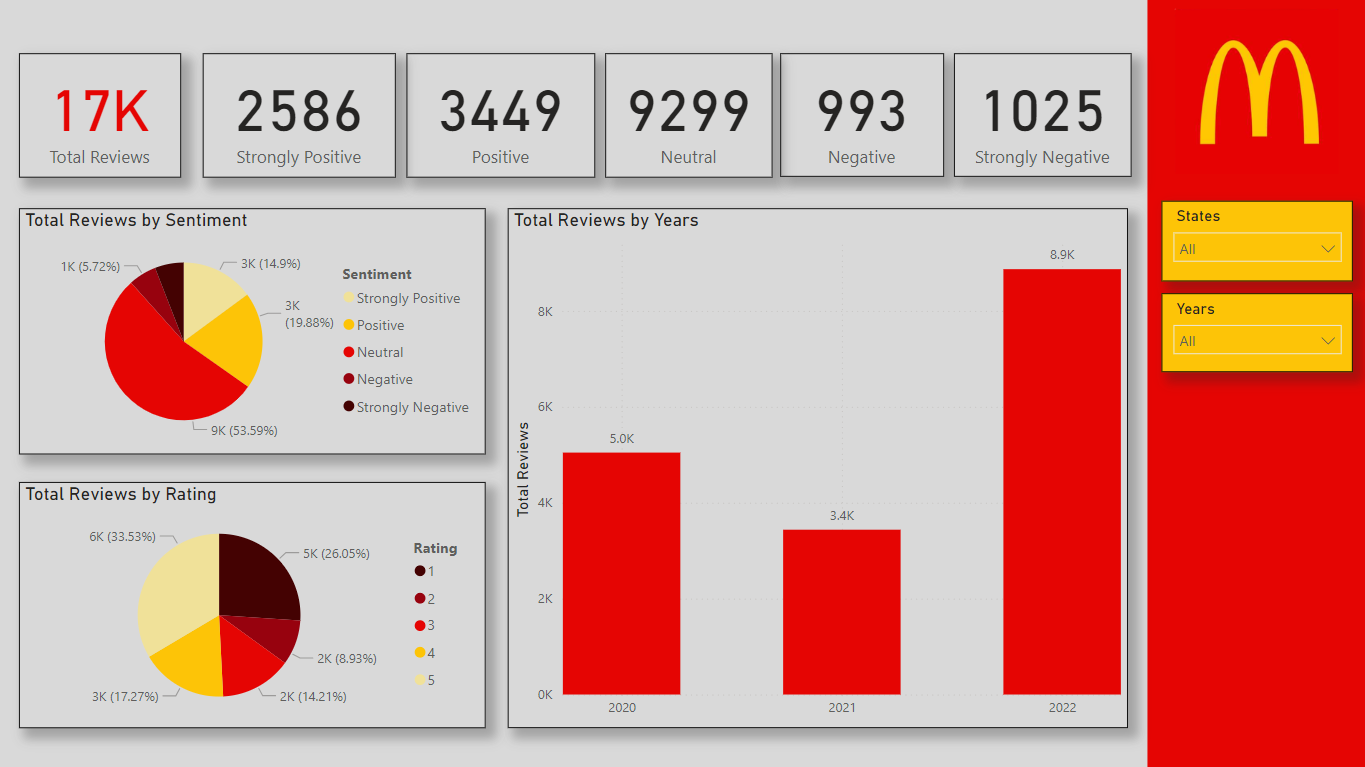 17K
Total Reviews
2586
Strongly Positive
3449
Positive
9299
Neutral
993
Negative
1025
Strongly Negative
States
All
Years
All
Total Reviews by Sentiment
1K (5.72%)
3K (14.9%)
3K
(19.88%)
9K (53.59%)
Sentiment
Strongly Positive
Positive
Neutral
Negative
Strongly Negative
Total Reviews by Rating
6K (33.53%)
5K (26.05%)
2K (8.93%)
3K (17.27%)
2K (14.21%)
Rating
1
2
3
4
5
Total Reviews by Years
Total Reviews
8K
6K
4K
2K
0K
5.0K
3.4K
8.9K
2020
2021
2022